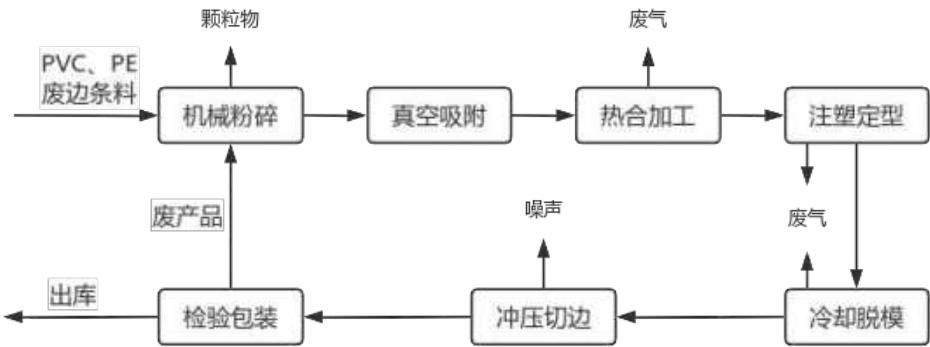 颗粒物
废气
PVC、PE
废边条料
机械粉碎
真空吸附
热合加工
注塑定型
废产品
噪声
废气
出库
检验包装
冲压切边
冷却脱模